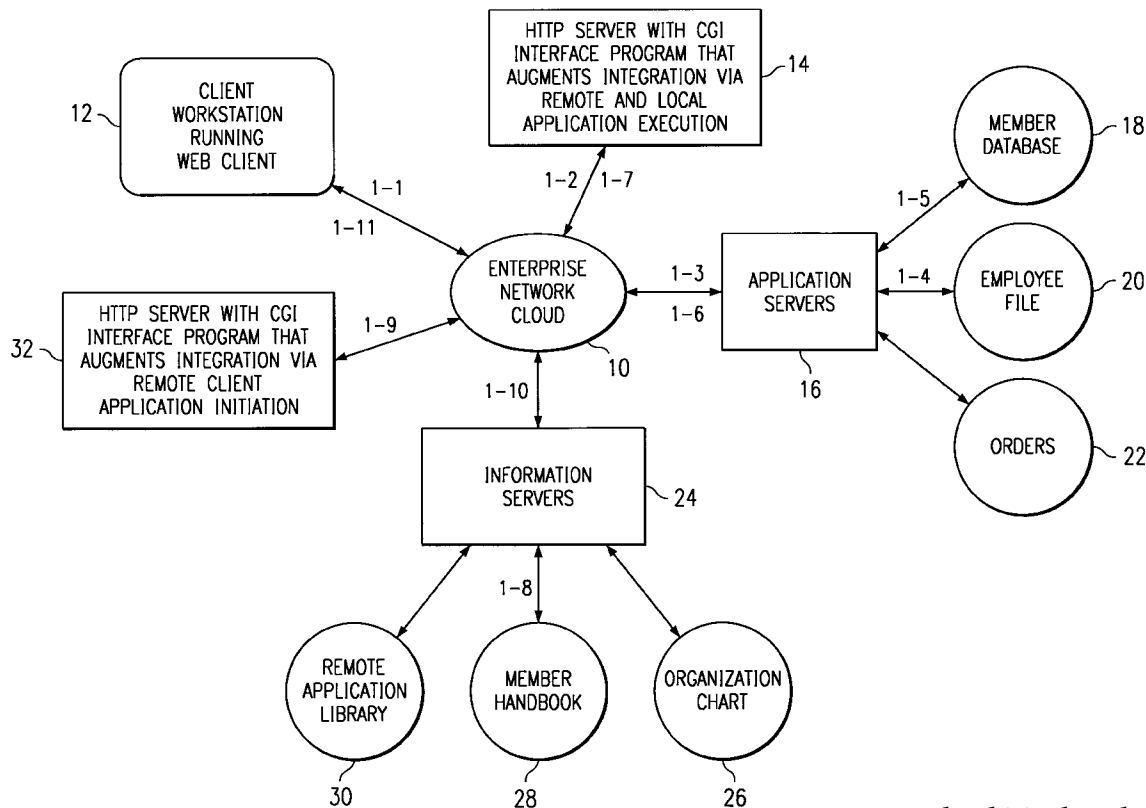 HTTP SERVER WITH CGI
INTERFACE PROGRAM THAT
AUGMENTS INTEGRATION VIA
REMOTE AND LOCAL
APPLICATION EXECUTION
14
12
CLIENT
WORKSTATION
RUNNING
WEB CLIENT
MEMBER
DATABASE
18
1-1
1-2
1-7
1-11
1-5
ENTERPRISE
NETWORK
CLOUD
10
1-3
1-6
APPLICATION
SERVERS
16
1-4
EMPLOYEE
FILE
20
32
HTTP SERVER WITH CGI
INTERFACE PROGRAM THAT
AUGMENTS INTEGRATION VIA
REMOTE CLIENT
APPLICATION INITIATION
1-9
1-10
ORDERS
22
INFORMATION
SERVERS
24
1-8
REMOTE
APPLICATION
LIBRARY
30
MEMBER
HANDBOOK
28
ORGANIZATION
CHART
26